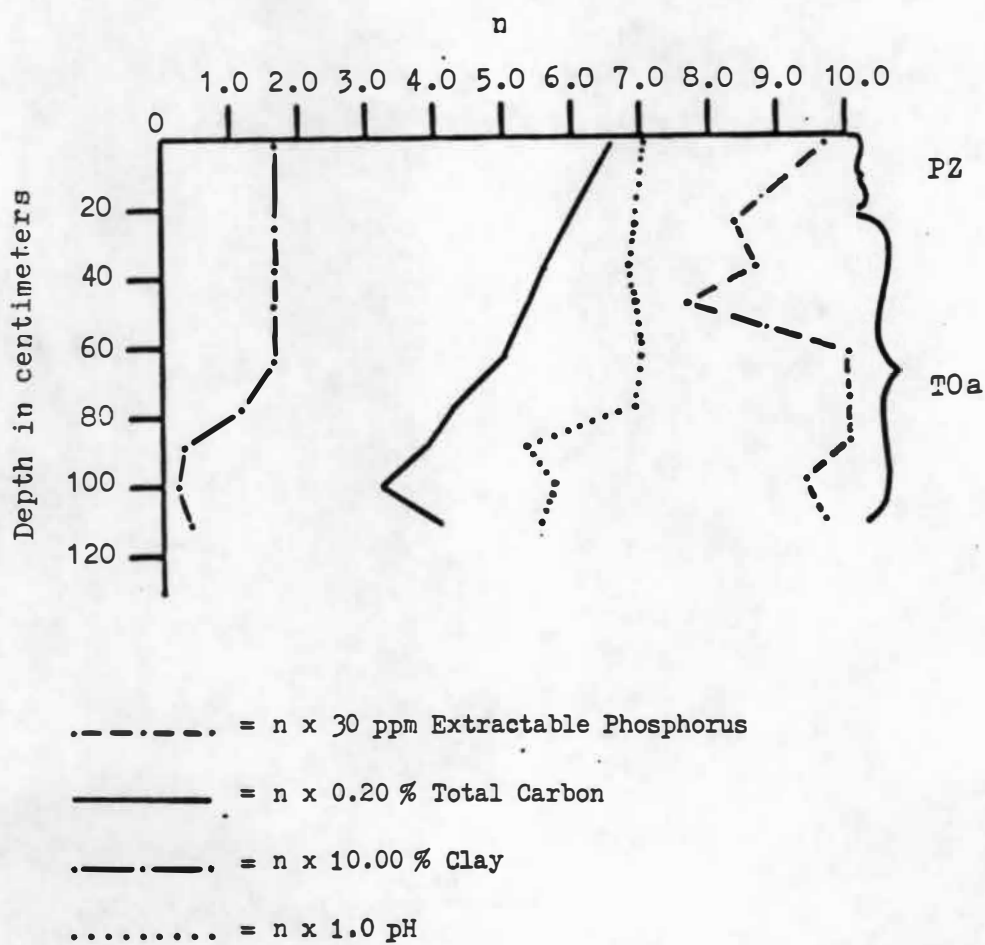 n
1.0 2.0 3.0 4.0 5.0 6.0 7.0 8.0 9.0 10.0
0
PZ
20
40
60
TOa
80
100
120
Depth in centimeters
= n x 30 ppm Extractable Phosphorus
= n x 0.20 % Total Carbon
= n x 10.00 % Clay
= n x 1.0 pH